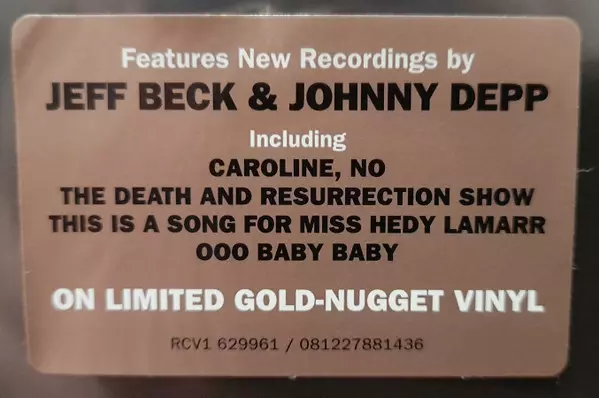 Features New Recordings by
JEFF BECK & JOHNNY DEPP
Including
CAROLINE, NO
THE DEATH AND RESURRECTION SHOW
THIS IS A SONG FOR MISS HEDY LAMARR
OOO BABY BABY
ON LIMITED GOLD-NUGGET VINYL
RCV1 629961 / 081227881436